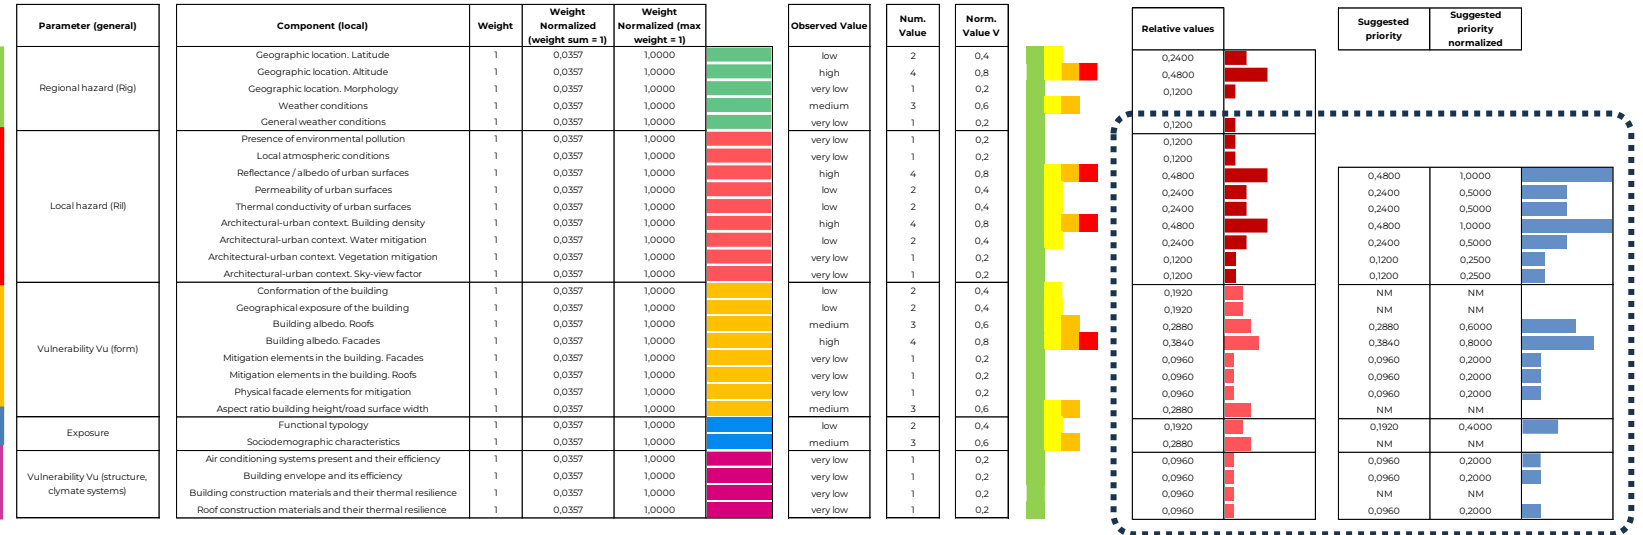 Parameter (general) Component (local) Weight Weight Normalized (weight sum = 1) Weight Normalized (max weight = 1) Observed Value Num. Value Norm. Value V Relative values Suggested priority Suggested priority normalized
Regional hazard (Rig)
Geographic location. Latitude 1 0,0357 1,0000 low 2 0,4 0,2400
Geographic location. Altitude 1 0,0357 1,0000 high 4 0,8 0,4800
Geographic location. Morphology 1 0,0357 1,0000 very low 1 0,2 0,1200
Weather conditions 1 0,0357 1,0000 medium 3 0,6
General weather conditions 1 0,0357 1,0000 very low 1 0,2 0,1200
Local hazard (Ril)
Presence of environmental pollution 1 0,0357 1,0000 very low 1 0,2 0,1200
Local atmospheric conditions 1 0,0357 1,0000 very low 1 0,2 0,1200
Reflectance / albedo of urban surfaces 1 0,0357 1,0000 high 4 0,8 0,4800 0,4800 1,0000
Permeability of urban surfaces 1 0,0357 1,0000 low 2 0,4 0,2400 0,2400 0,5000
Thermal conductivity of urban surfaces 1 0,0357 1,0000 low 2 0,4 0,2400 0,2400 0,5000
Architectural-urban context. Building density 1 0,0357 1,0000 high 4 0,8 0,4800 0,4800 1,0000
Architectural-urban context. Water mitigation 1 0,0357 1,0000 low 2 0,4 0,2400 0,2400 0,5000
Architectural-urban context. Vegetation mitigation 1 0,0357 1,0000 very low 1 0,2 0,1200 0,1200 0,2500
Architectural-urban context. Sky-view factor 1 0,0357 1,0000 very low 1 0,2 0,1200 0,1200 0,2500
Vulnerability Vu (form)
Conformation of the building 1 0,0357 1,0000 low 2 0,4 0,1920 NM NM
Geographical exposure of the building 1 0,0357 1,0000 low 2 0,4 0,1920 NM NM
Building albedo. Roofs 1 0,0357 1,0000 medium 3 0,6 0,2880 0,2880 0,6000
Building albedo. Facades 1 0,0357 1,0000 high 4 0,8 0,3840 0,3840 0,8000
Mitigation elements in the building. Facades 1 0,0357 1,0000 very low 1 0,2 0,0960 0,0960 0,2000
Mitigation elements in the building. Roofs 1 0,0357 1,0000 very low 1 0,2 0,0960 0,0960 0,2000
Physical facade elements for mitigation 1 0,0357 1,0000 very low 1 0,2 0,0960 0,0960 0,2000
Aspect ratio building height/road surface width 1 0,0357 1,0000 medium 3 0,6 0,2880 NM NM
Exposure
Functional typology 1 0,0357 1,0000 low 2 0,4 0,1920 0,1920 0,4000
Sociodemographic characteristics 1 0,0357 1,0000 medium 3 0,6 0,2880 NM NM
Vulnerability Vu (structure, clymate systems)
Air conditioning systems present and their efficiency 1 0,0357 1,0000 very low 1 0,2 0,0960 0,0960 0,2000
Building envelope and its efficiency 1 0,0357 1,0000 very low 1 0,2 0,0960 0,0960 0,2000
Building construction materials and their thermal resilience 1 0,0357 1,0000 very low 1 0,2 0,0960 NM NM
Roof construction materials and their thermal resilience 1 0,0357 1,0000 very low 1 0,2 0,0960 0,0960 0,2000